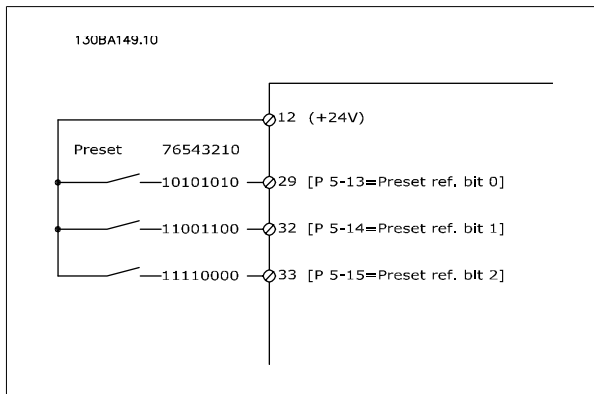 130BA149.10
12 (+24V)
Preset 76543210
10101010 29 [P 5-13=Preset ref. bit 0]
11001100 32 [P 5-14=Preset ref. bit 1]
11110000 33 [P 5-15=Preset ref. bit 2]